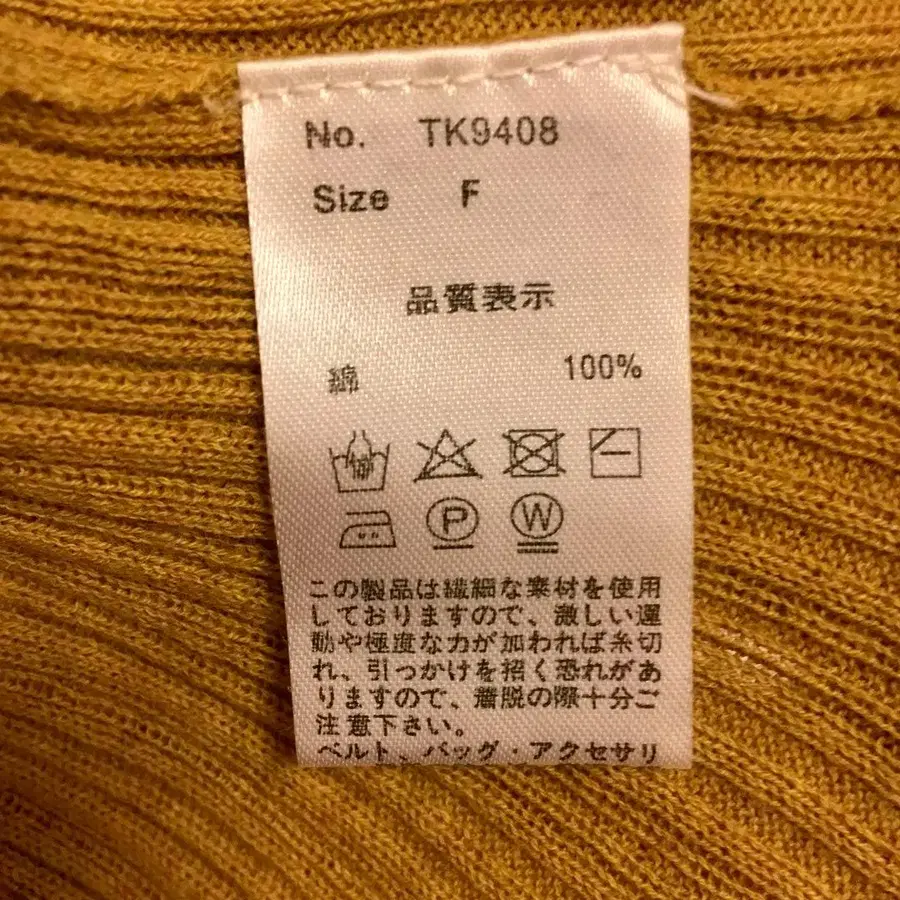 No. TK9408
Size F
品質表示
綿 100%
P W
この製品は繊細な素材を使用
しておりますので、激しい運
動や極度な力が加われば糸切
れ、引っかけを招く恐れがあ
りますので、着脱の際十分ご
注意下さい。
ベルト、バッグ・アクセサリ